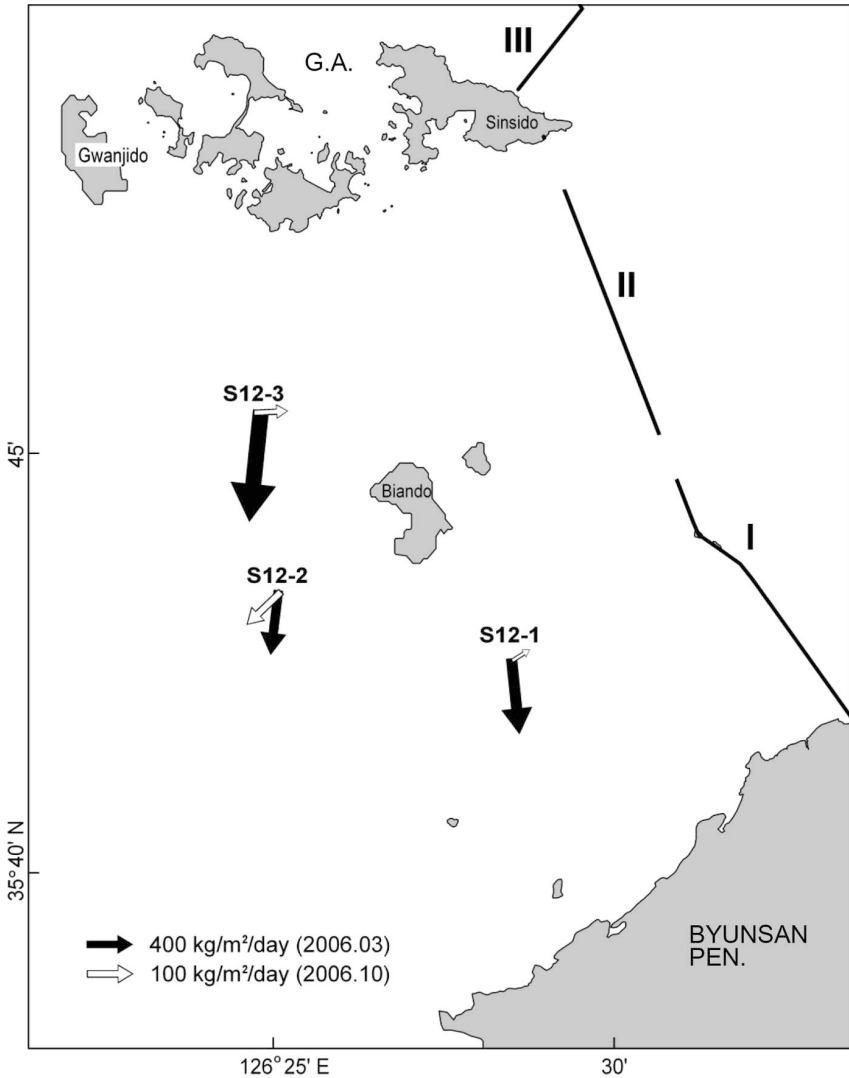 III
G.A.
Sinsido
Gwanjido
II
S12-3
45'
Biando
I
S12-2
S12-1
35° 40' N
400 kg/m²/day (2006.03)
100 kg/m²/day (2006.10)
BYUNSAN
PEN.
126° 25' E
30'